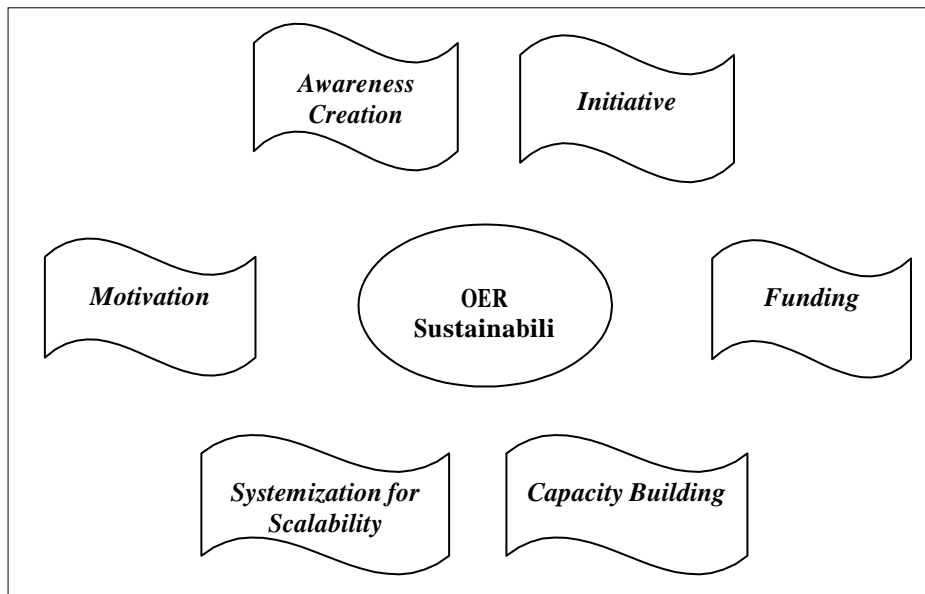 Awareness
Creation
Initiative
Motivation
OER
Sustainabili
Funding
Systemization for
Scalability
Capacity Building